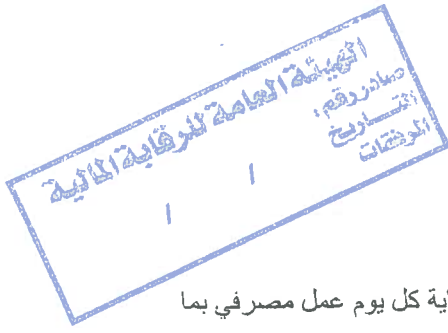 الهيئة العامة للرقابة المالية
صادر رقم:
التاريخ / /
المرفقات
ية كل يوم عمل مصرفي بما